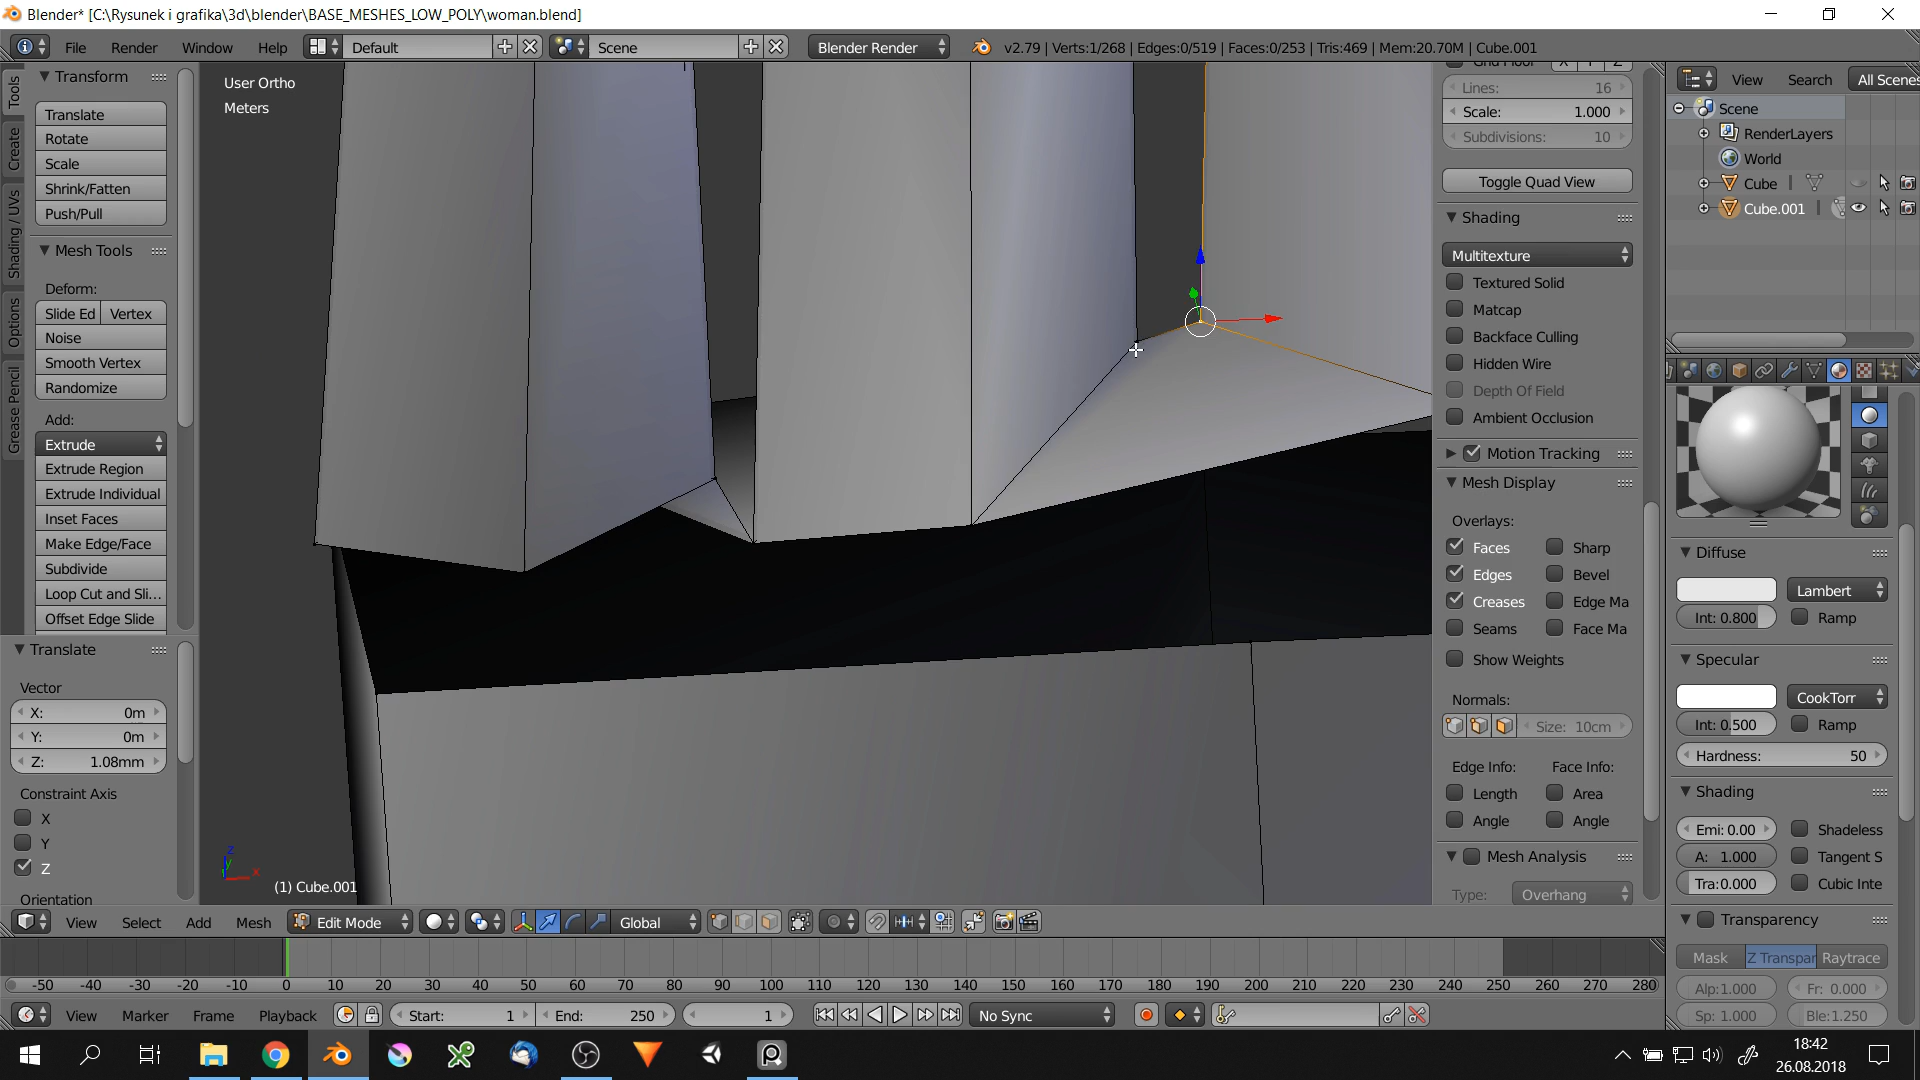 Blender* [C:\Rysunek i grafika\3d\blender\BASE_MESHES_LOW_POLY\woman.blend]
File Render Window Help Default Scene Blender Render v2.79 | Verts:1/268 | Edges:0/519 | Faces:0/253 | Tris:469 | Mem:20.70M | Cube.001
Tools
Create
Shading / UVs
Options
Grease Pencil
Transform
Translate
Rotate
Scale
Shrink/Fatten
Push/Pull
Mesh Tools
Deform:
Slide Ed Vertex
Noise
Smooth Vertex
Randomize
Add:
Extrude
Extrude Region
Extrude Individual
Inset Faces
Make Edge/Face
Subdivide
Loop Cut and Sli...
Offset Edge Slide
Translate
Vector
X: 0m
Y: 0m
Z: 1.08mm
Constraint Axis
X
Y
Z
Orientation
User Ortho
Meters
z
y
x
(1) Cube.001
Lines: 16
Scale: 1.000
Subdivisions: 10
Toggle Quad View
Shading
Multitexture
Textured Solid
Matcap
Backface Culling
Hidden Wire
Depth Of Field
Ambient Occlusion
Motion Tracking
Mesh Display
Overlays:
Faces Sharp
Edges Bevel
Creases Edge Ma
Seams Face Ma
Show Weights
Normals:
Size: 10cm
Edge Info: Face Info:
Length Area
Angle Angle
Mesh Analysis
Type: Overhang
View Search All Scenes
Scene
RenderLayers
World
Cube
Cube.001
Diffuse
Lambert
Int: 0.800 Ramp
Specular
CookTorr
Int: 0.500 Ramp
Hardness: 50
Shading
Emi: 0.00 Shadeless
A: 1.000 Tangent S
Tra:0.000 Cubic Inte
Transparency
Mask Z Transpar Raytrace
Alp:1.000 Fr: 0.000
Sp: 1.000 Ble:1.250
View Select Add Mesh Edit Mode Global
-50 -40 -30 -20 -10 0 10 20 30 40 50 60 70 80 90 100 110 120 130 140 150 160 170 180 190 200 210 220 230 240 250 260 270 280
View Marker Frame Playback Start: 1 End: 250 1 No Sync
18:42
26.08.2018